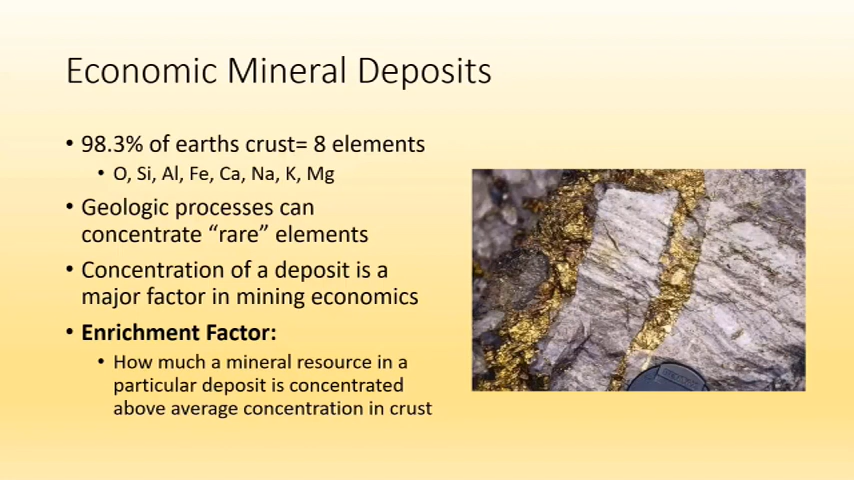 Economic Mineral Deposits
• 98.3% of earths crust= 8 elements
• O, Si, Al, Fe, Ca, Na, K, Mg
• Geologic processes can
concentrate “rare” elements
• Concentration of a deposit is a
major factor in mining economics
• Enrichment Factor:
• How much a mineral resource in a
particular deposit is concentrated
above average concentration in crust